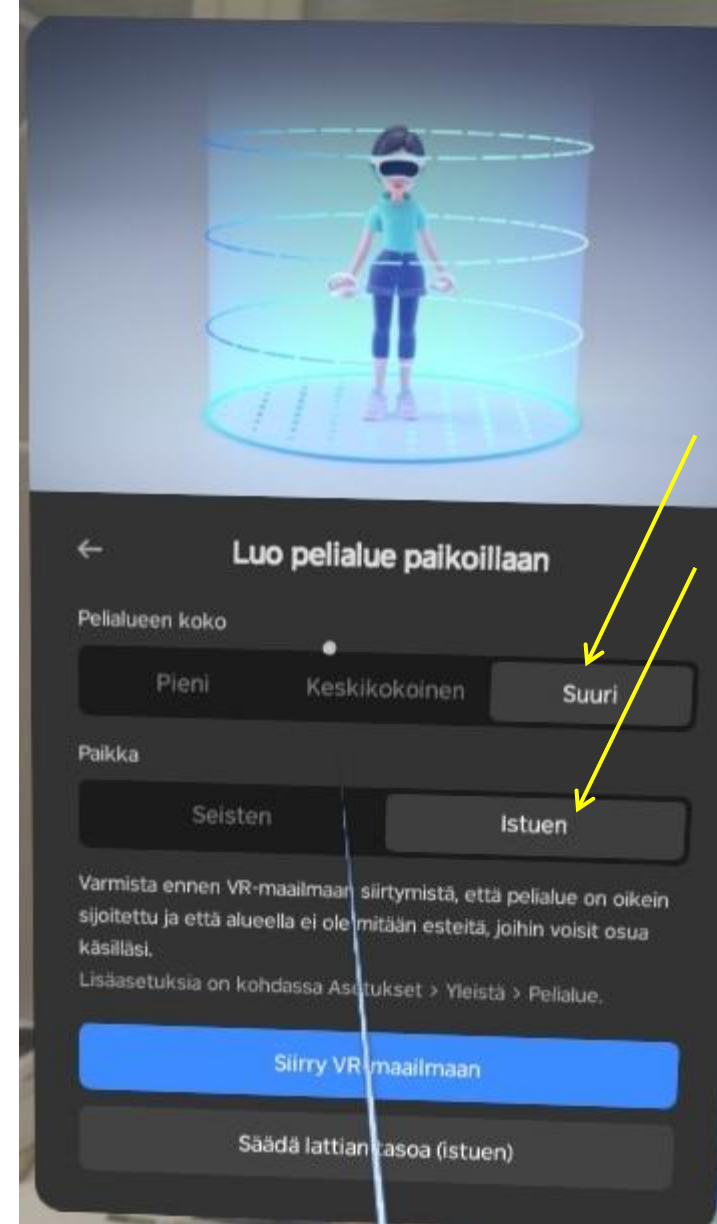 Luo pelialue paikoillaan
Pelialueen koko
Pieni Keskikokoinen Suuri
Paikka
Seisten Istuen
Varmista ennen VR-maailmaan siirtymistä, että pelialue on oikein
sijoitettu ja että alueella ei ole mitään esteitä, joihin voisit osua
käsilläsi.
Lisäasetuksia on kohdassa Asetukset > Yleistä > Pelialue.
Siirry VR-maailmaan
Säädä lattian tasoa (istuen)